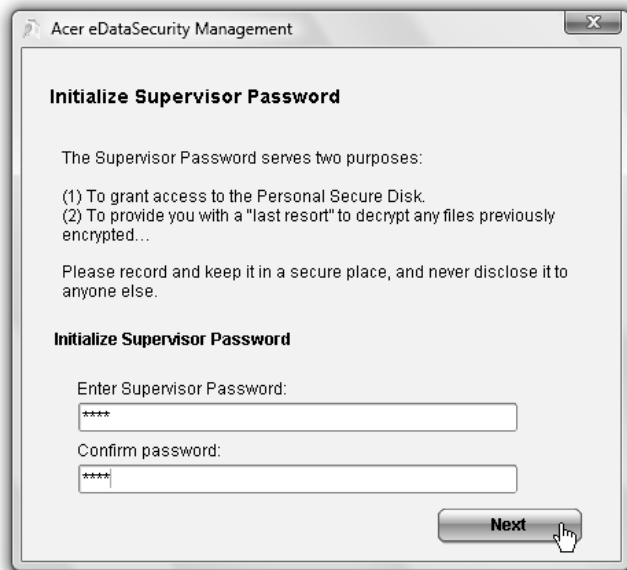 Acer eDataSecurity Management
Initialize Supervisor Password
The Supervisor Password serves two purposes:
(1) To grant access to the Personal Secure Disk.
(2) To provide you with a "last resort" to decrypt any files previously
encrypted...
Please record and keep it in a secure place, and never disclose it to
anyone else.
Initialize Supervisor Password
Enter Supervisor Password:
****
Confirm password:
****
Next